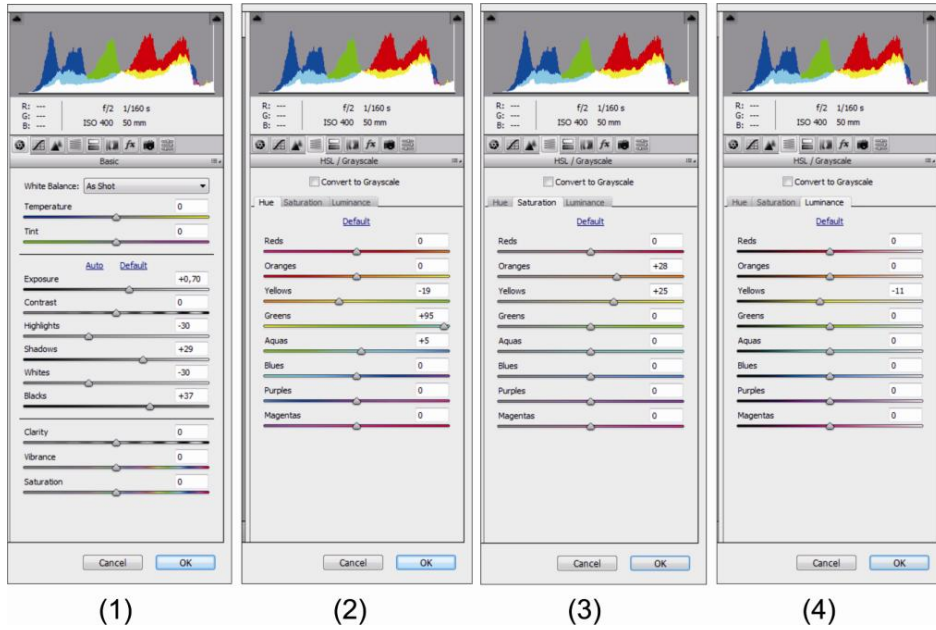 R: ---
G: ---
B: ---
f/2 1/160 s
ISO 400 50 mm
Basic
White Balance: As Shot
Temperature 0
Tint 0
Auto Default
Exposure +0,70
Contrast 0
Highlights -30
Shadows +29
Whites -30
Blacks +37
Clarity 0
Vibrance 0
Saturation 0
Cancel OK
(1)
R: ---
G: ---
B: ---
f/2 1/160 s
ISO 400 50 mm
HSL / Grayscale
Convert to Grayscale
Hue Saturation Luminance
Default
Reds 0
Oranges 0
Yellows -19
Greens +95
Aquas +5
Blues 0
Purples 0
Magentas 0
Cancel OK
(2)
R: ---
G: ---
B: ---
f/2 1/160 s
ISO 400 50 mm
HSL / Grayscale
Convert to Grayscale
Hue Saturation Luminance
Default
Reds 0
Oranges +28
Yellows +25
Greens 0
Aquas 0
Blues 0
Purples 0
Magentas 0
Cancel OK
(3)
R: ---
G: ---
B: ---
f/2 1/160 s
ISO 400 50 mm
HSL / Grayscale
Convert to Grayscale
Hue Saturation Luminance
Default
Reds 0
Oranges 0
Yellows -11
Greens 0
Aquas 0
Blues 0
Purples 0
Magentas 0
Cancel OK
(4)